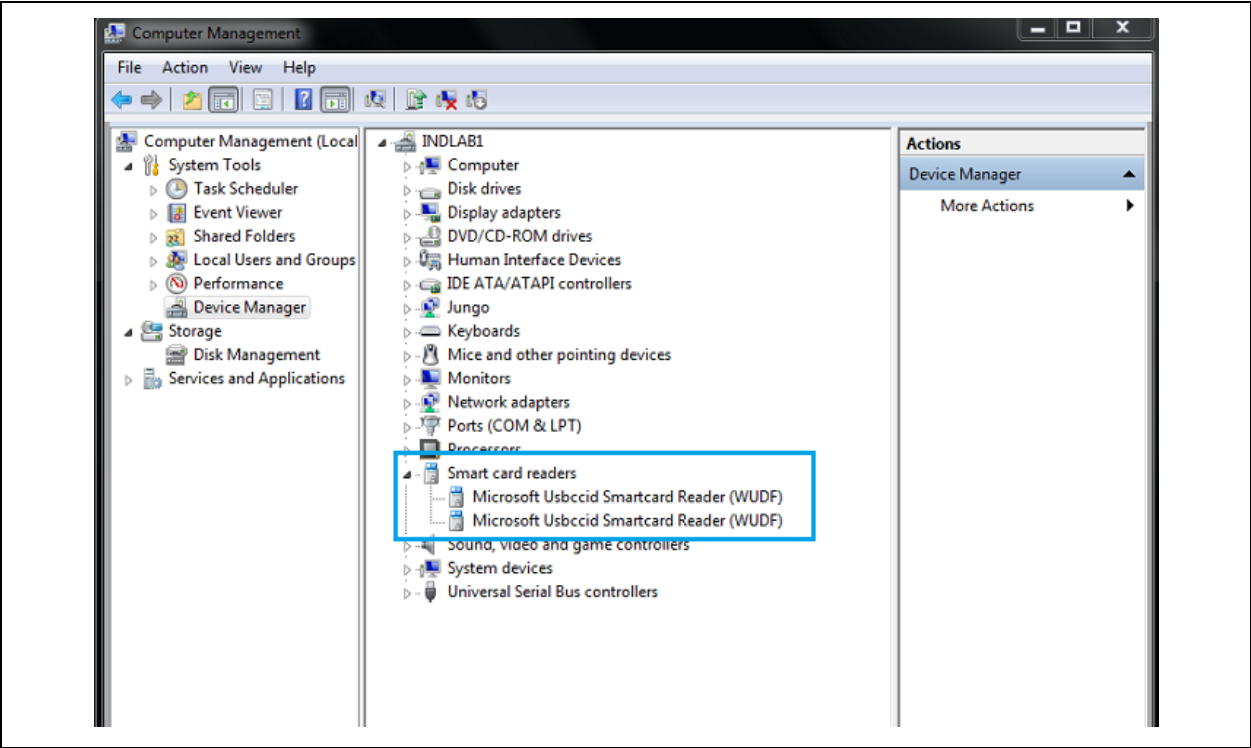 Computer Management
File Action View Help
Computer Management (Local
System Tools
Task Scheduler
Event Viewer
Shared Folders
Local Users and Groups
Performance
Device Manager
Storage
Disk Management
Services and Applications
INDLAB1
Computer
Disk drives
Display adapters
DVD/CD-ROM drives
Human Interface Devices
IDE ATA/ATAPI controllers
Jungo
Keyboards
Mice and other pointing devices
Monitors
Network adapters
Ports (COM & LPT)
Processors
Smart card readers
Microsoft Usbccid Smartcard Reader (WUDF)
Microsoft Usbccid Smartcard Reader (WUDF)
Sound, video and game controllers
System devices
Universal Serial Bus controllers
Actions
Device Manager
More Actions